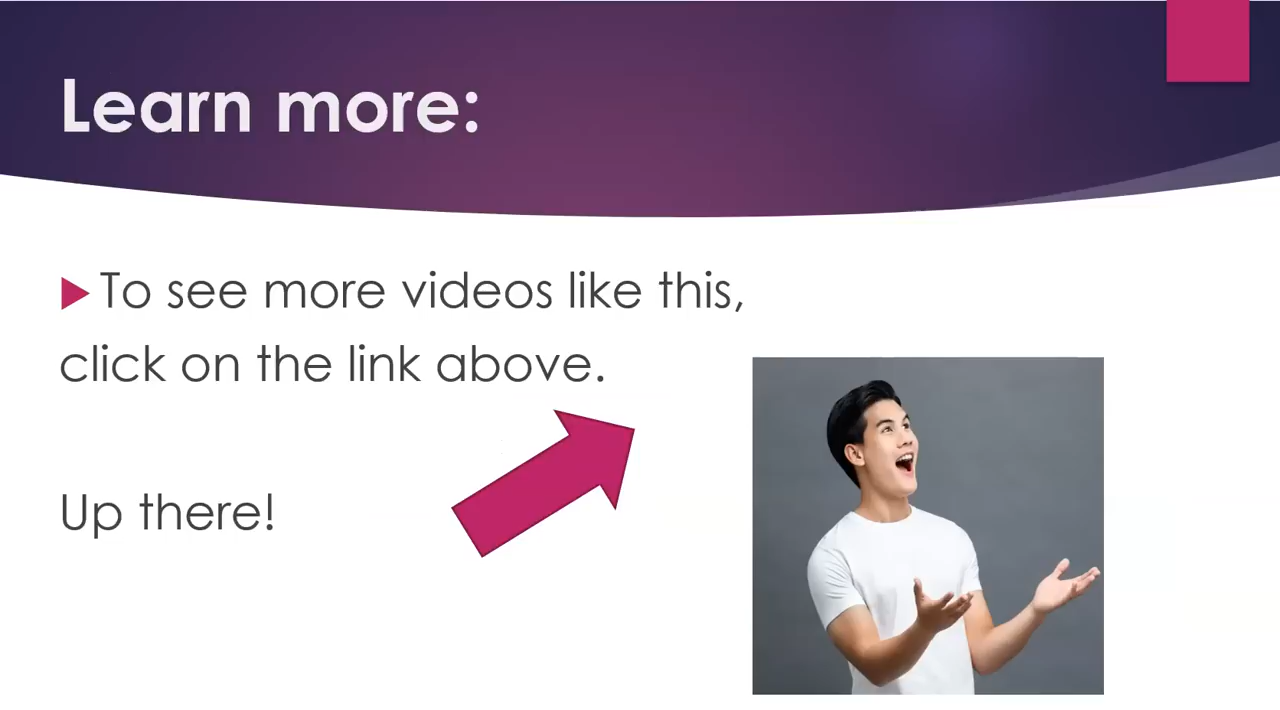 Learn more:
To see more videos like this,
click on the link above.
Up there!